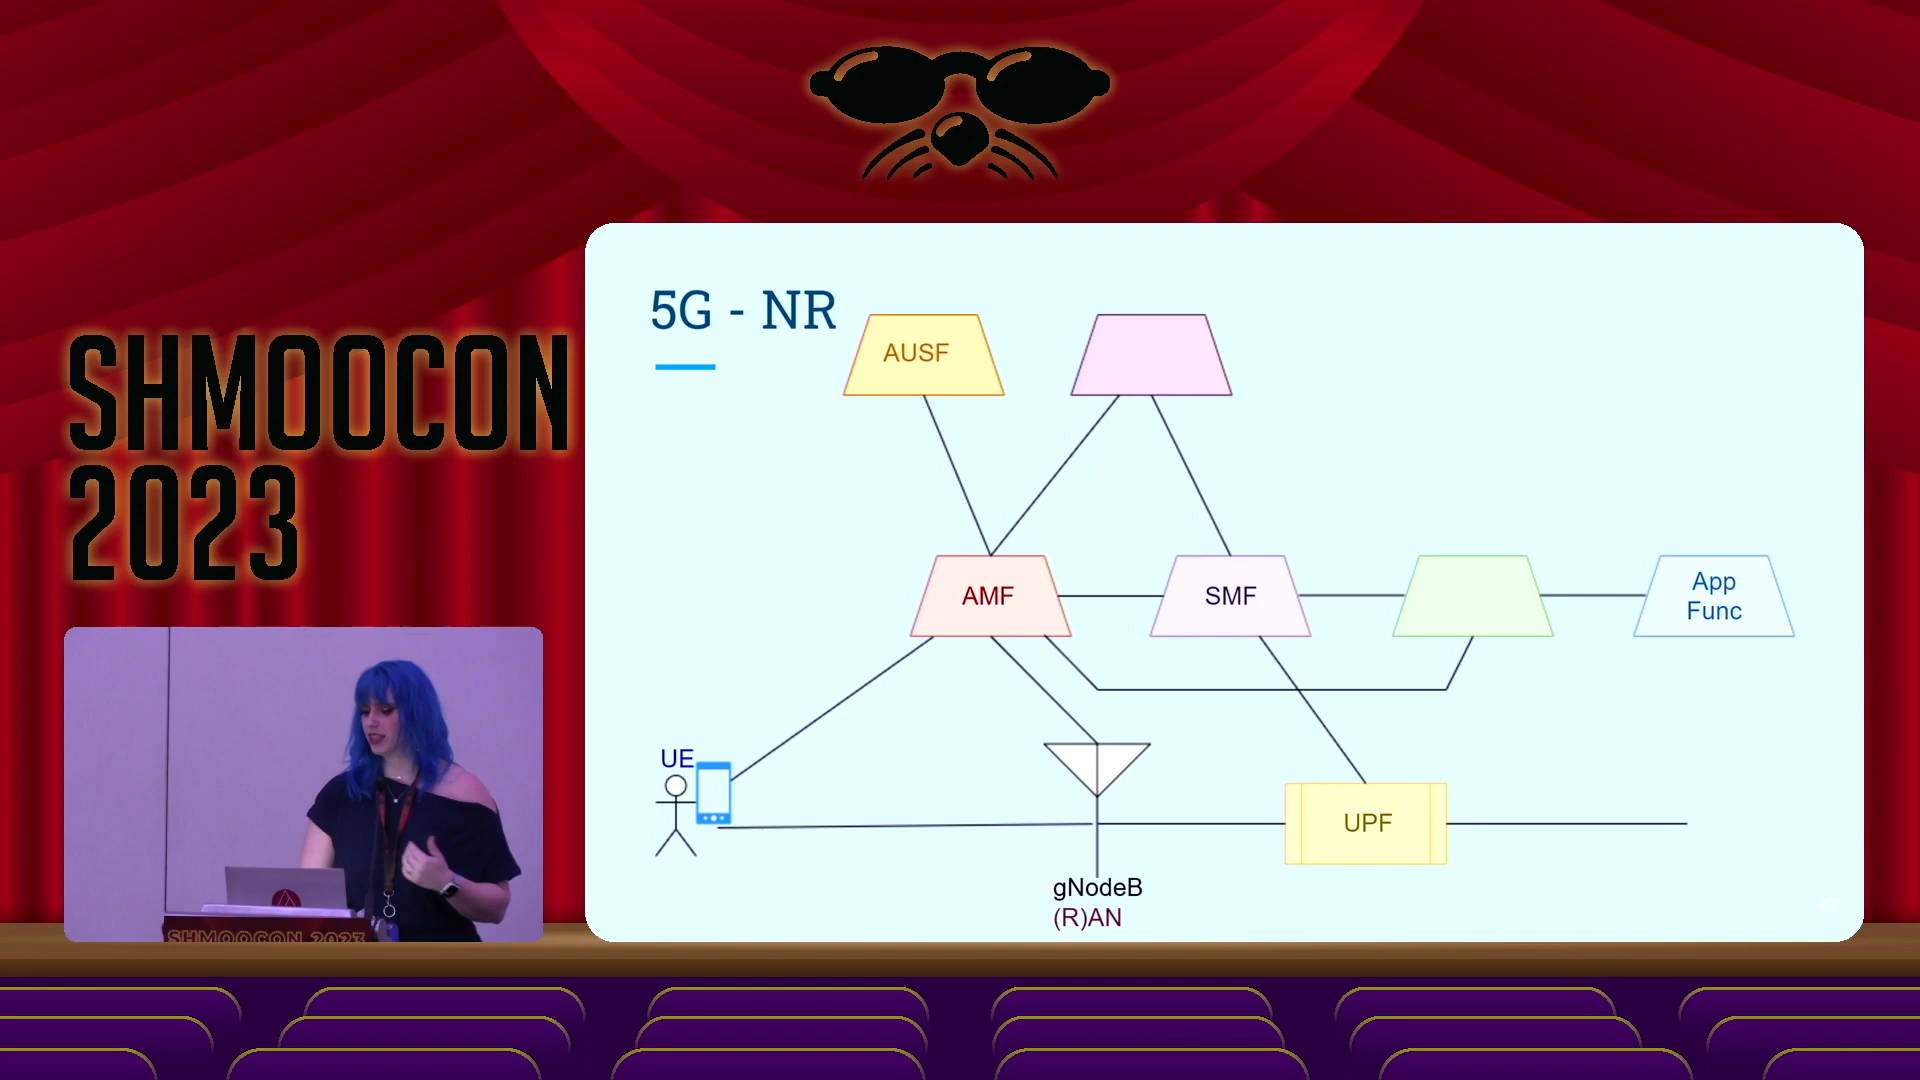 SHMOOCON
2023
5G - NR
AUSF
AMF
SMF
App
Func
UE
UPF
gNodeB
(R)AN
SHMOOCON 2023